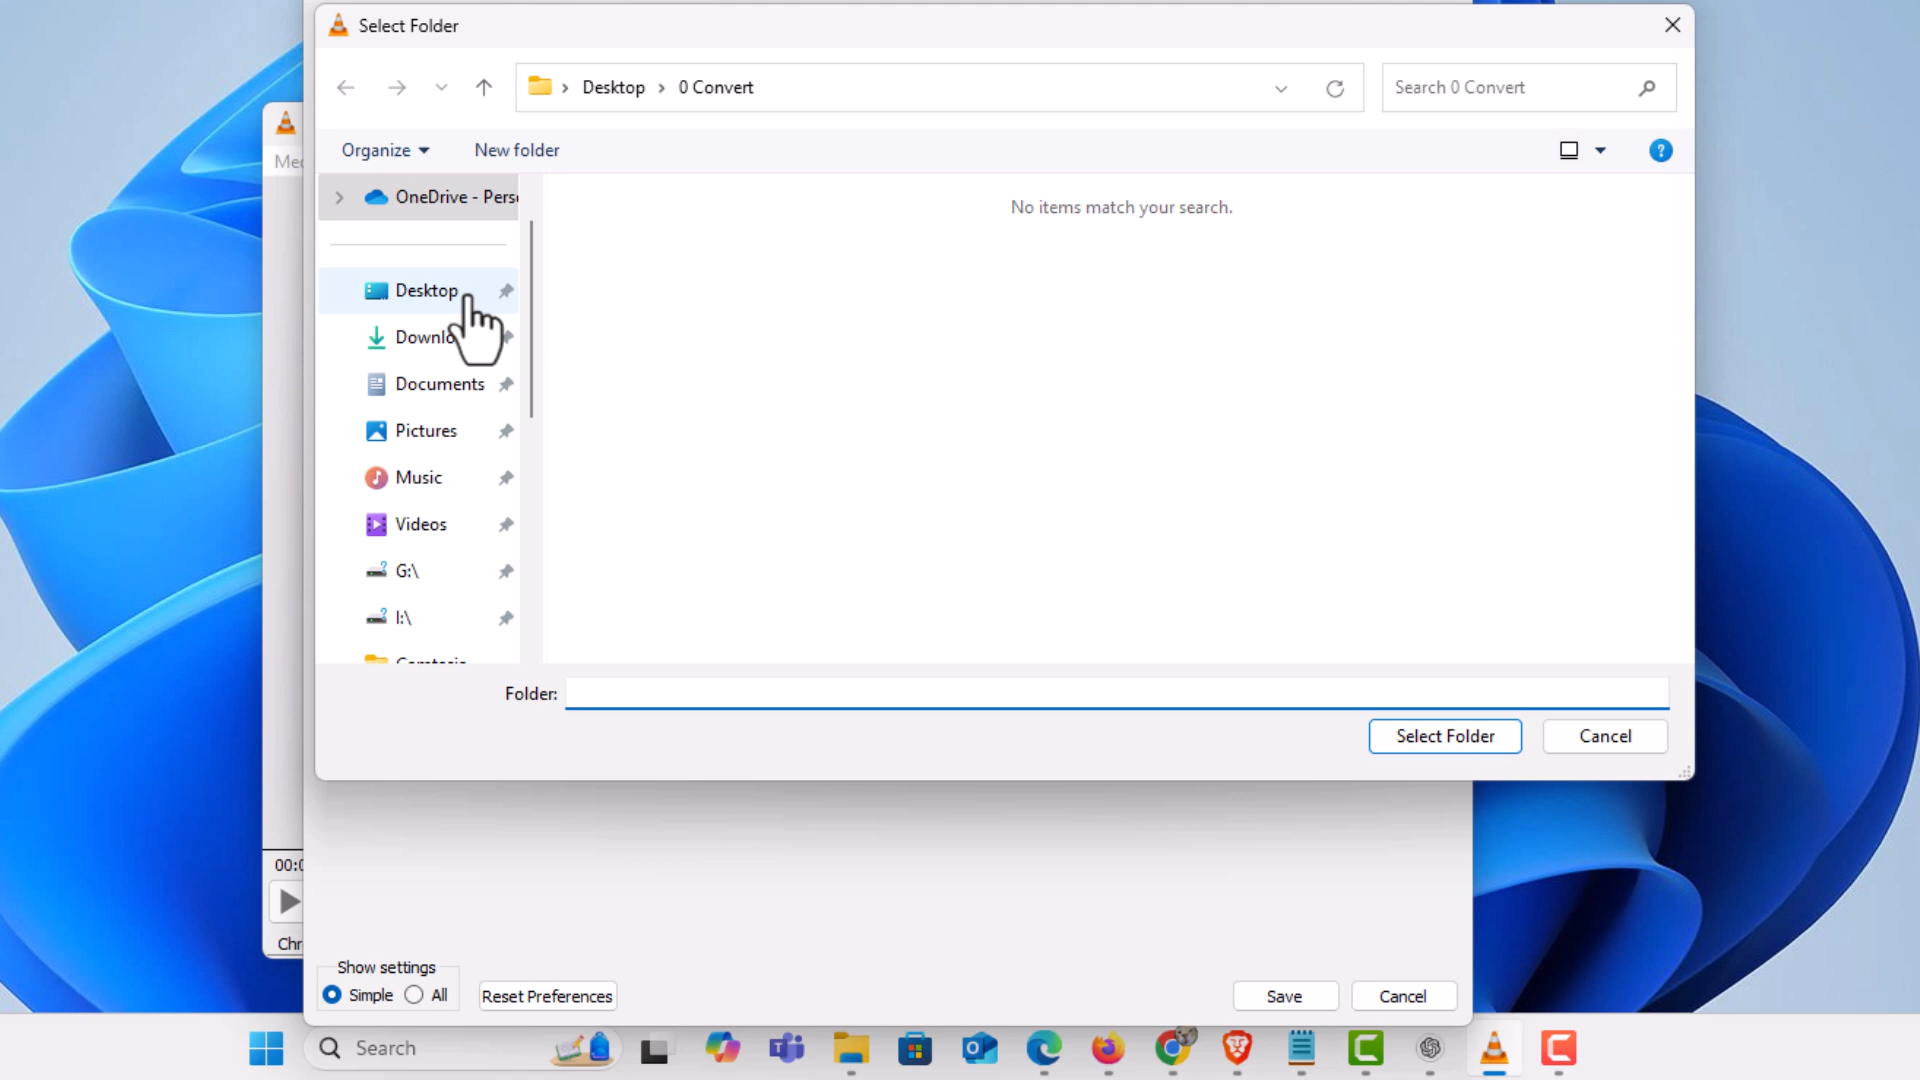 Select Folder
Desktop 0 Convert
Search 0 Convert
Organize
New folder
?
OneDrive - Pers
No items match your search.
Desktop
Downlo
Documents
Pictures
Music
Videos
G:\
I:\
Folder:
Select Folder
Cancel
Med
00:0
Chr
Show settings
Simple
All
Reset Preferences
Save
Cancel
Search